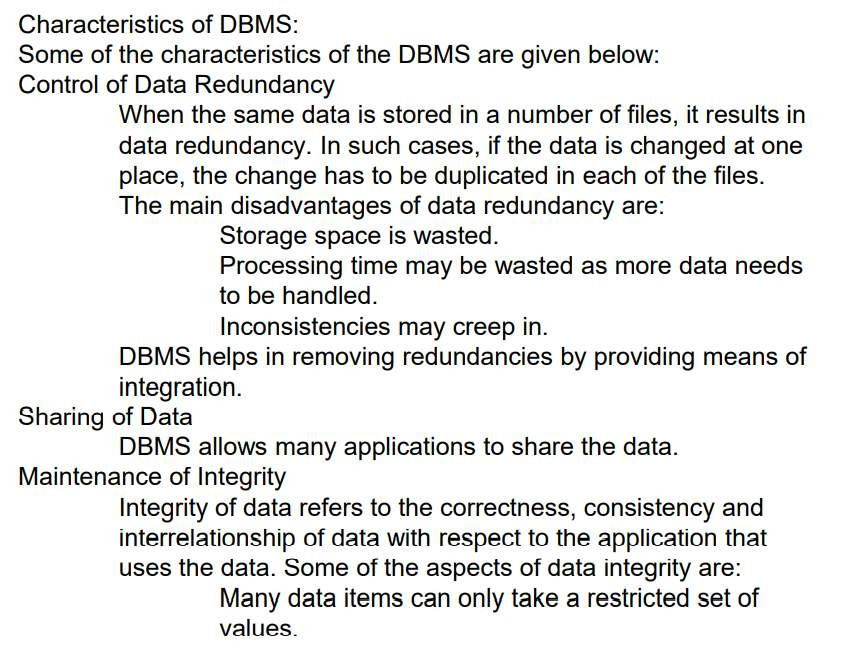 Characteristics of DBMS:
Some of the characteristics of the DBMS are given below:
Control of Data Redundancy
When the same data is stored in a number of files, it results in
data redundancy. In such cases, if the data is changed at one
place, the change has to be duplicated in each of the files.
The main disadvantages of data redundancy are:
Storage space is wasted.
Processing time may be wasted as more data needs
to be handled.
Inconsistencies may creep in.
DBMS helps in removing redundancies by providing means of
integration.
Sharing of Data
DBMS allows many applications to share the data.
Maintenance of Integrity
Integrity of data refers to the correctness, consistency and
interrelationship of data with respect to the application that
uses the data. Some of the aspects of data integrity are:
Many data items can only take a restricted set of
values.